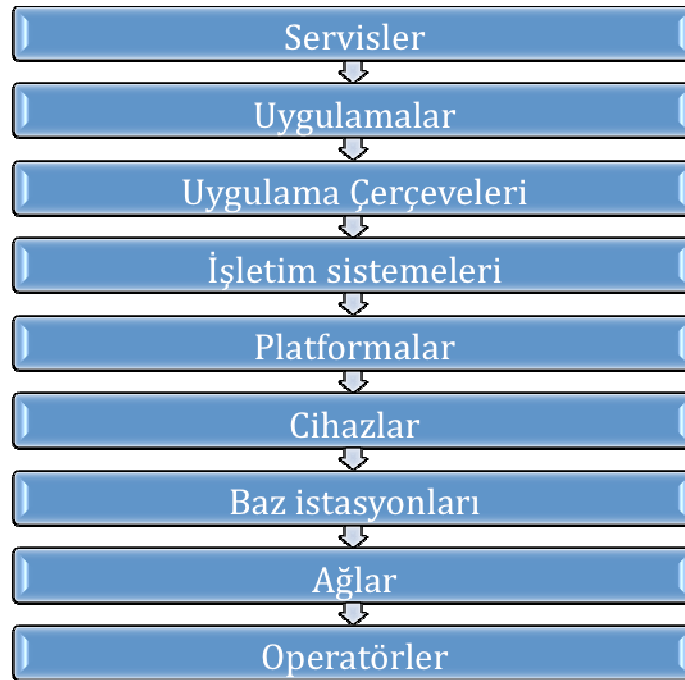 Servisler
Uygulamalar
Uygulama Çerçeveleri
İşletim sistemeleri
Platformalar
Cihazlar
Baz istasyonları
Ağlar
Operatörler